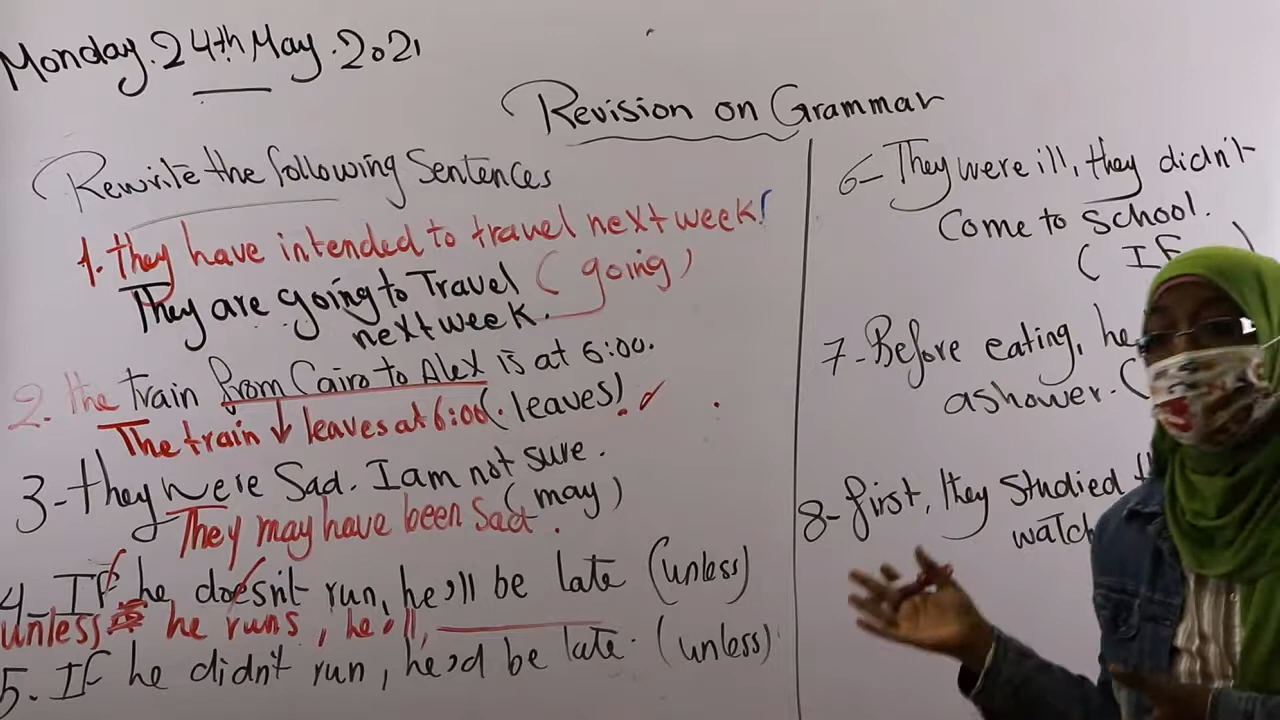 Monday. 24th May. 2021
Revision on Grammar
Rewrite the following Sentences
1. they have intended to travel next week.
(going)
They are going to Travel
next week.
2. the train from Cairo to Alex is at 6:00.
(leaves)
The train ↓ leaves at 6:00
3- they were Sad. I am not sure.
(may)
They may have been Sad.
4- If he doesn't run, he'll be late (unless)
unless he runs, he'll,
5. If he didn't run, he'd be late. (unless)
6- They were ill, they didn't
Come to school.
(IF )
7- Before eating, he
a shower. (
8- first, they studied
watch